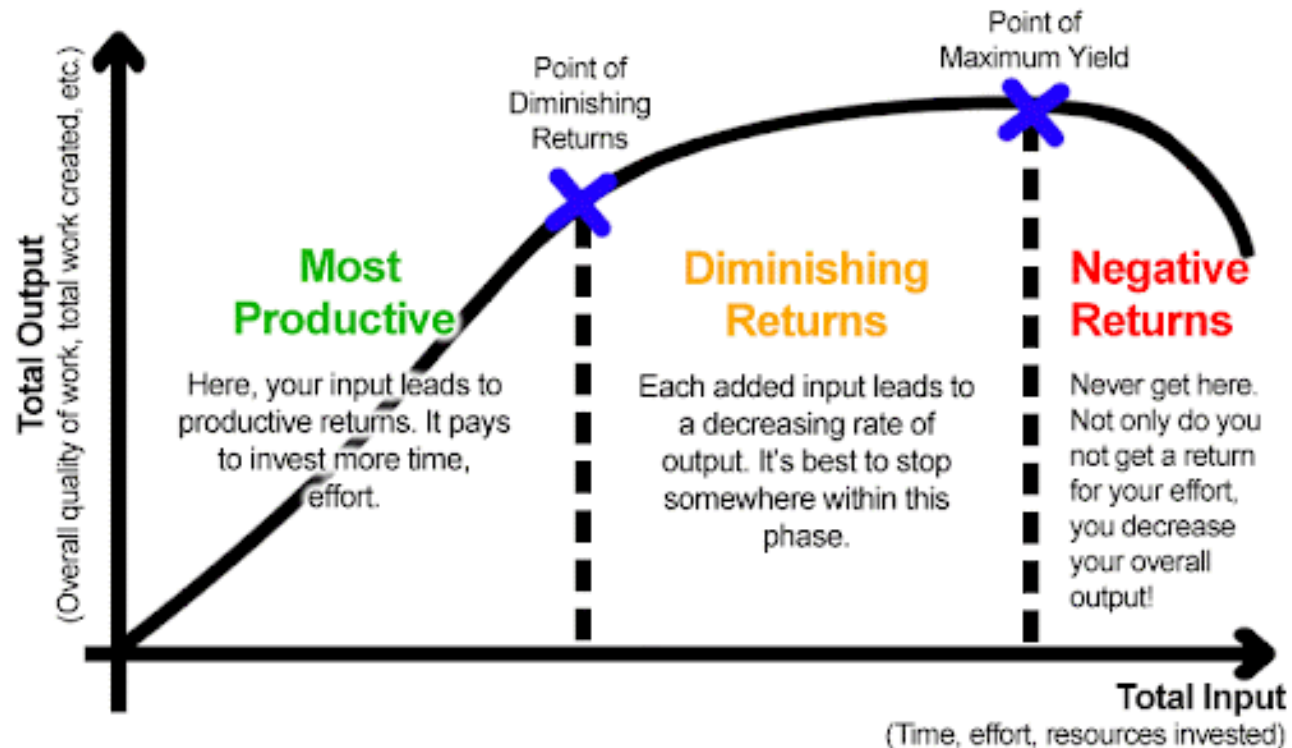 Point of
Maximum Yield
Point of
Diminishing
Returns
Total Output
(Overall quality of work, total work created, etc.)
Most
Productive
Here, your input leads to
productive returns. It pays
to invest more time,
effort.
Diminishing
Returns
Each added input leads to
a decreasing rate of
output. It's best to stop
somewhere within this
phase.
Negative
Returns
Never get here.
Not only do you
not get a return
for your effort,
you decrease
your overall
output!
Total Input
(Time, effort, resources invested)